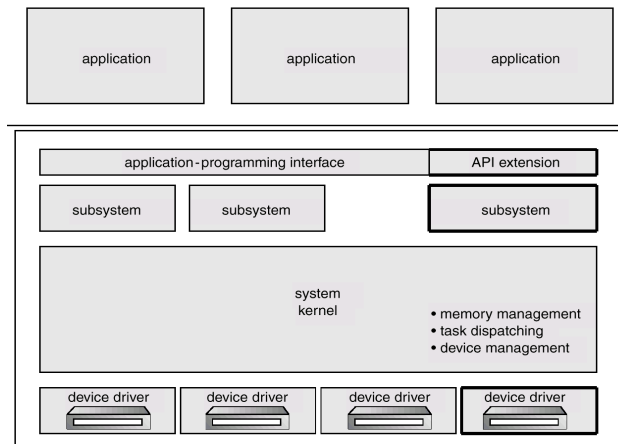 application
application
application
application-programming interface
API extension
subsystem
subsystem
subsystem
system
kernel
• memory management
• task dispatching
• device management
device driver
device driver
device driver
device driver